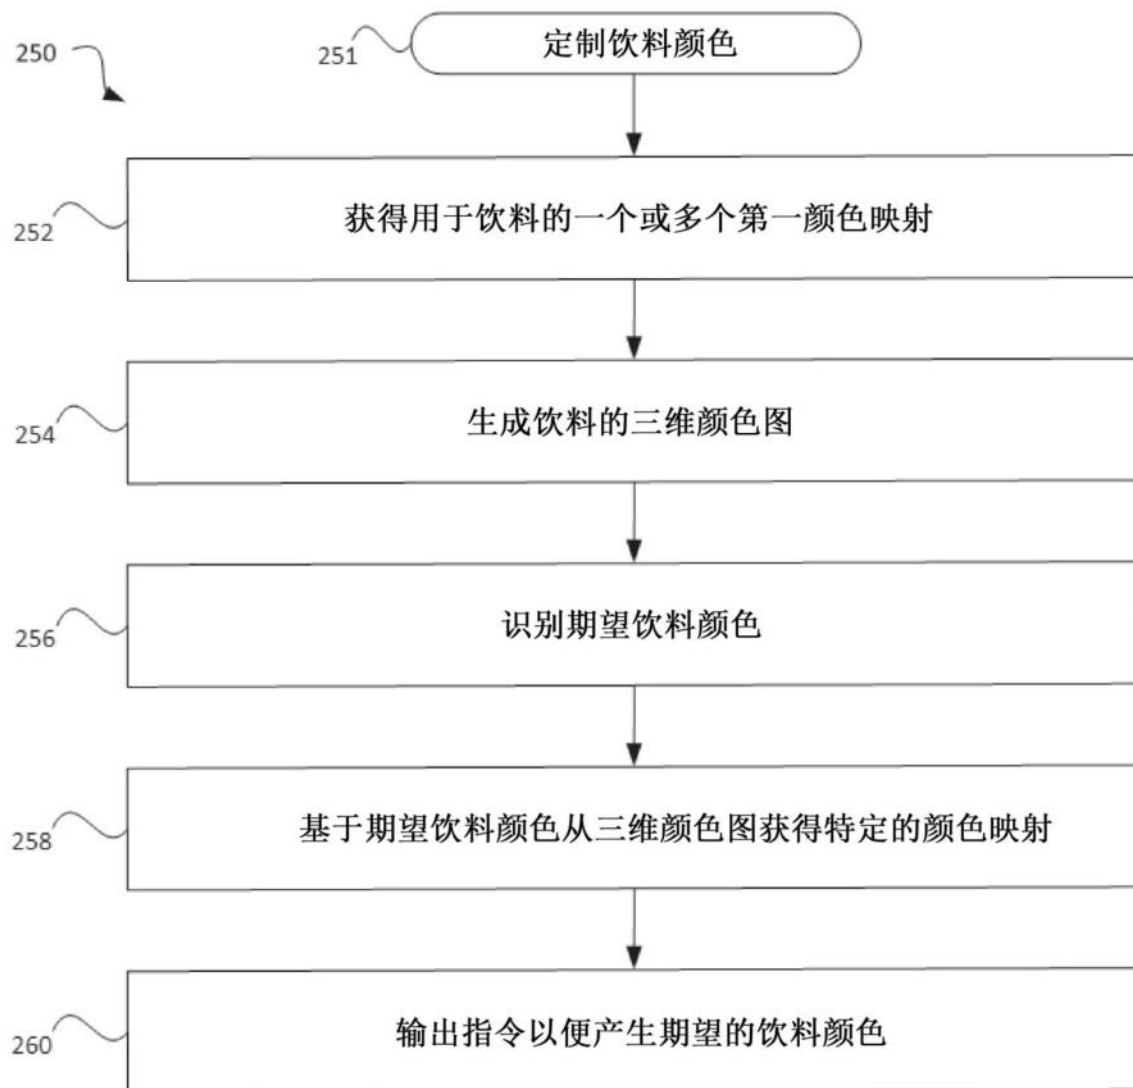 250
251
定制饮料颜色
252
获得用于饮料的一个或多个第一颜色映射
254
生成饮料的三维颜色图
256
识别期望饮料颜色
258
基于期望饮料颜色从三维颜色图获得特定的颜色映射
260
输出指令以便产生期望的饮料颜色